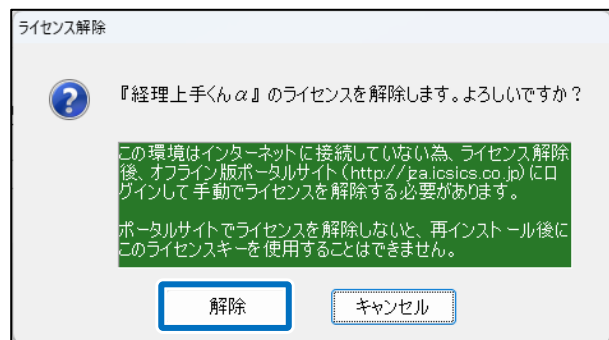 ライセンス解除
『経理上手くんα』のライセンスを解除します。よろしいですか？
この環境はインターネットに接続していない為、ライセンス解除
後、オフライン版ポータルサイト(http://jza.icsics.co.jp)にロ
グインして手動でライセンスを解除する必要があります。
ポータルサイトでライセンスを解除しないと、再インストール後に
このライセンスキーを使用することはできません。
解除
キャンセル